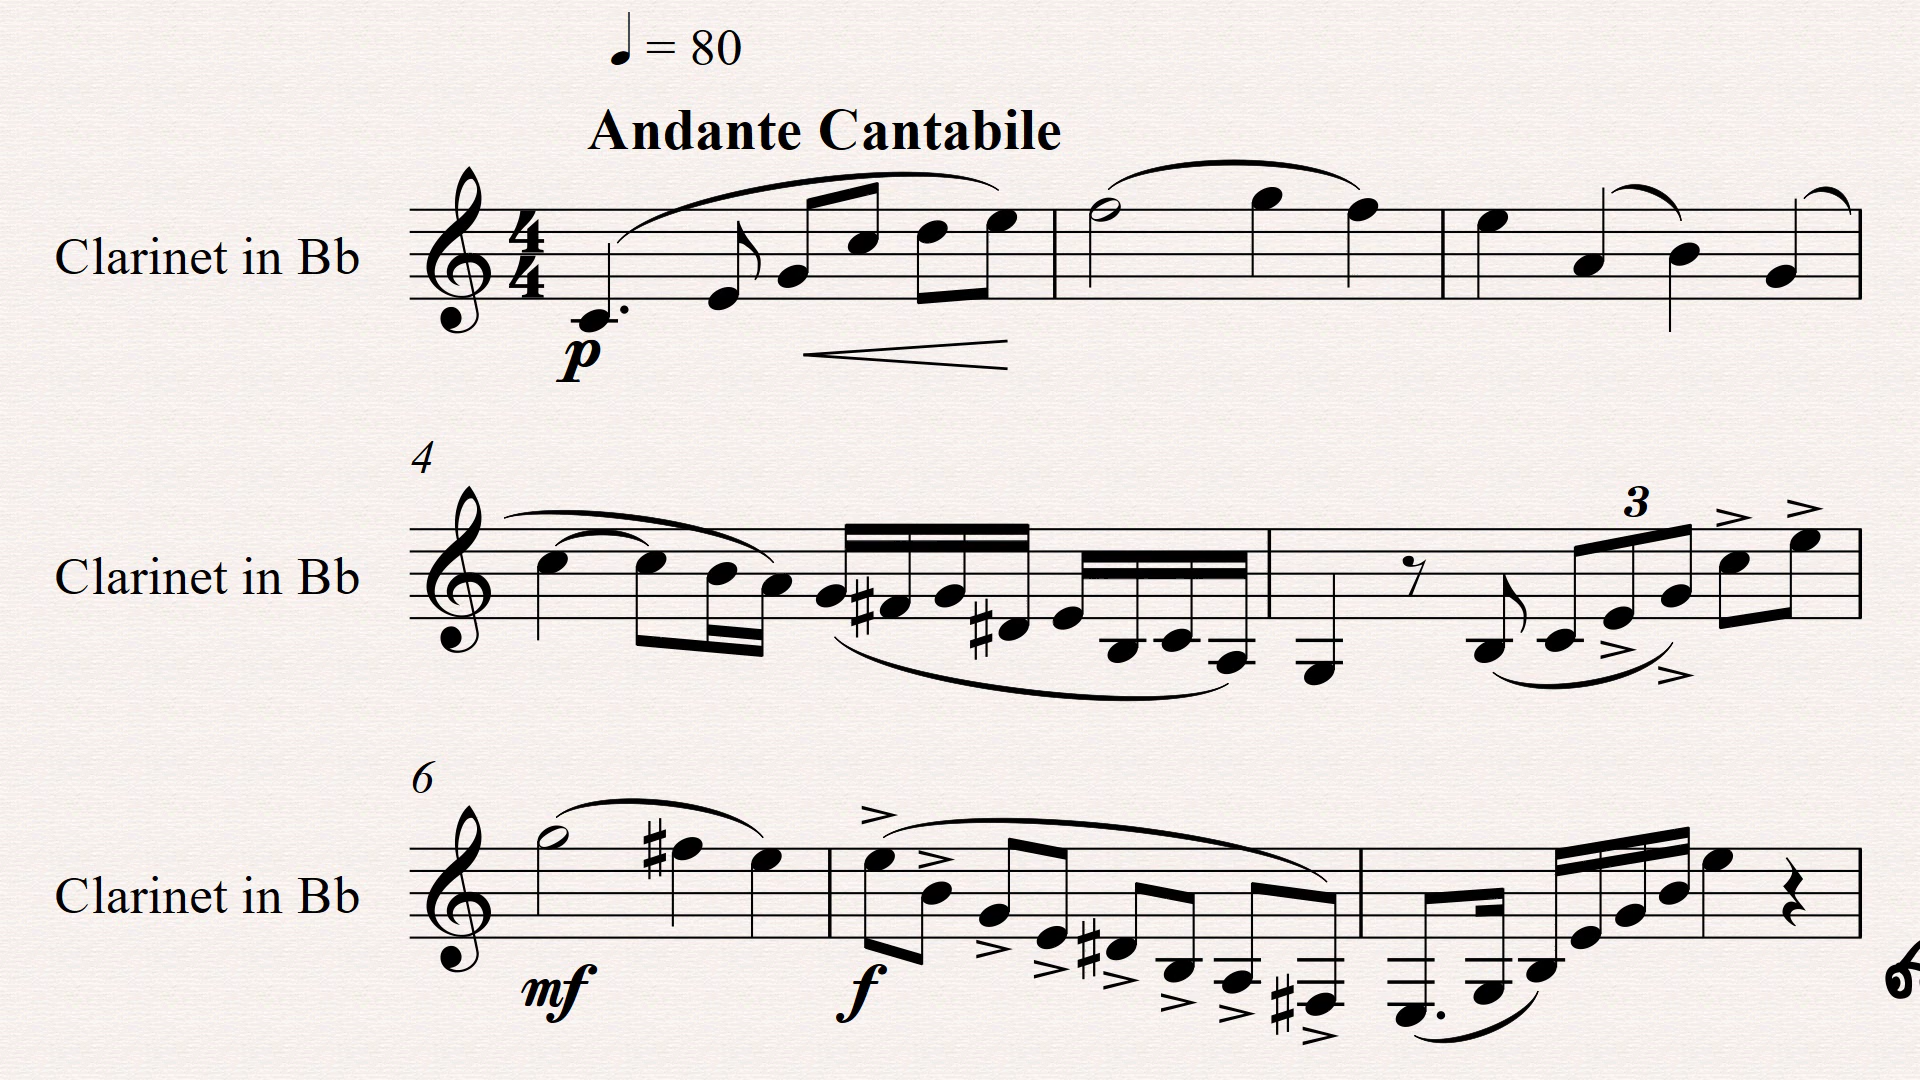 = 80
Andante Cantabile
Clarinet in Bb
4
4
p
4
Clarinet in Bb
3
6
Clarinet in Bb
mf
f